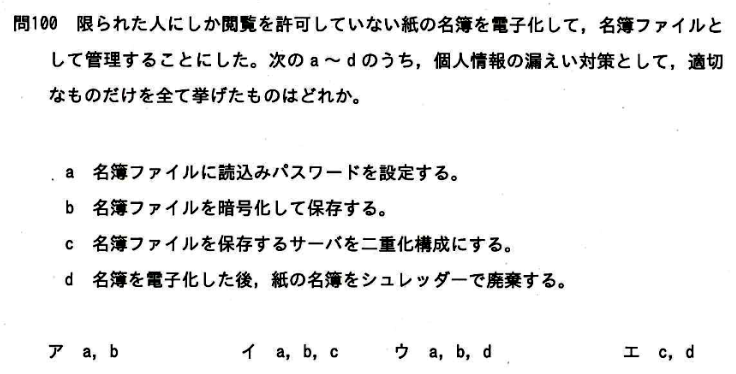 問100 限られた人にしか閲覧を許可していない紙の名簿を電子化して，名簿ファイルと
して管理することにした。次のa～dのうち，個人情報の漏えい対策として，適切
なものだけを全て挙げたものはどれか。
a 名簿ファイルに読込みパスワードを設定する。
b 名簿ファイルを暗号化して保存する。
c 名簿ファイルを保存するサーバを二重化構成にする。
d 名簿を電子化した後，紙の名簿をシュレッダーで廃棄する。
ア a，b イ a，b，c ウ a，b，d エ c，d